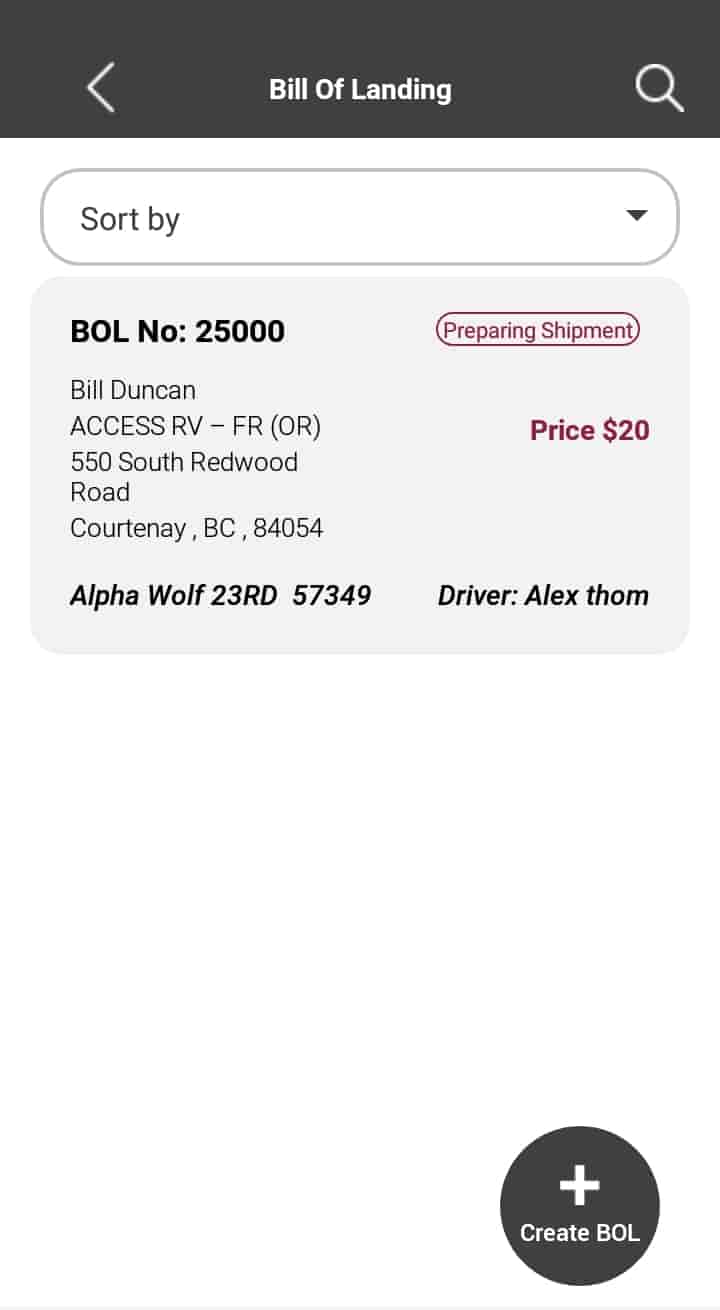 Bill Of Landing
Sort by
BOL No: 25000
Preparing Shipment
Bill Duncan
ACCESS RV – FR (OR)
Price $20
550 South Redwood
Road
Courtenay , BC , 84054
Alpha Wolf 23RD  57349
Driver: Alex thom
Create BOL